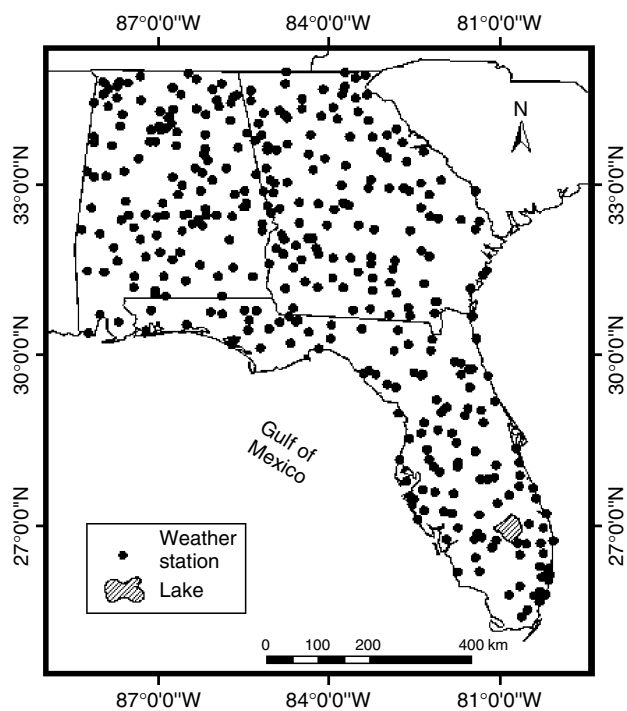 87°0'0"W 84°0'0"W 81°0'0"W
N
33°0'0"N 33°0'0"N
30°0'0"N 30°0'0"N
Gulf of
Mexico
27°0'0"N 27°0'0"N
Weather
station
Lake
0 100 200 400 km
87°0'0"W 84°0'0"W 81°0'0"W